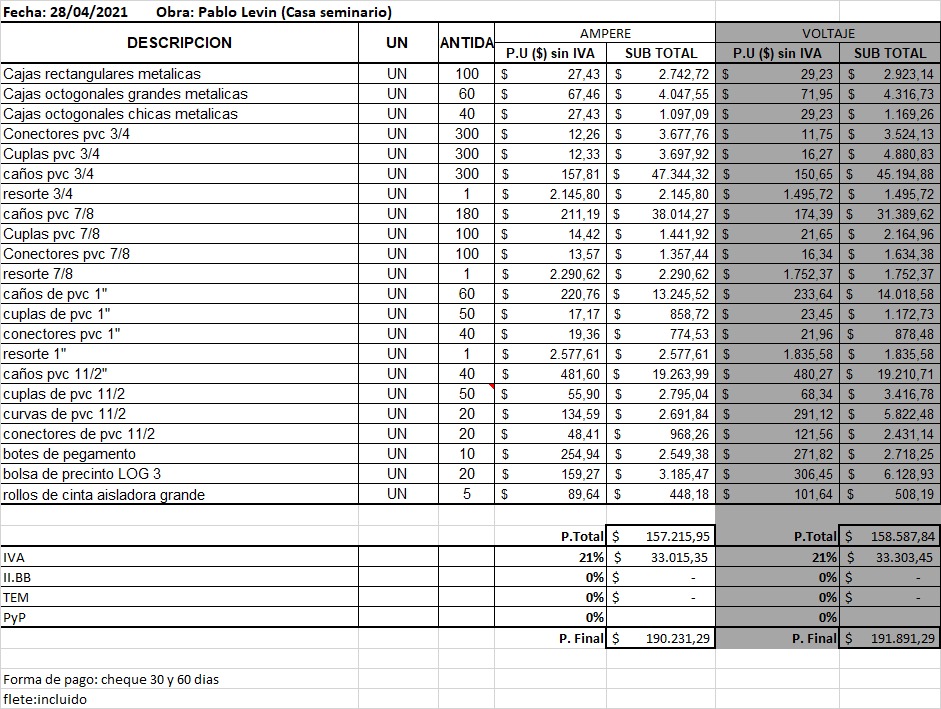 Fecha: 28/04/2021 Obra: Pablo Levin (Casa seminario)
AMPERE VOLTAJE
DESCRIPCION UN ANTIDA P.U ($) sin IVA SUB TOTAL P.U ($) sin IVA SUB TOTAL
Cajas rectangulares metalicas UN 100 $ 27,43 $ 2.742,72 $ 29,23 $ 2.923,14
Cajas octogonales grandes metalicas UN 60 $ 67,46 $ 4.047,55 $ 71,95 $ 4.316,73
Cajas octogonales chicas metalicas UN 40 $ 27,43 $ 1.097,09 $ 29,23 $ 1.169,26
Conectores pvc 3/4 UN 300 $ 12,26 $ 3.677,76 $ 11,75 $ 3.524,13
Cuplas pvc 3/4 UN 300 $ 12,33 $ 3.697,92 $ 16,27 $ 4.880,83
caños pvc 3/4 UN 300 $ 157,81 $ 47.344,32 $ 150,65 $ 45.194,88
resorte 3/4 UN 1 $ 2.145,80 $ 2.145,80 $ 1.495,72 $ 1.495,72
caños pvc 7/8 UN 180 $ 211,19 $ 38.014,27 $ 174,39 $ 31.389,62
Cuplas pvc 7/8 UN 100 $ 14,42 $ 1.441,92 $ 21,65 $ 2.164,96
Conectores pvc 7/8 UN 100 $ 13,57 $ 1.357,44 $ 16,34 $ 1.634,38
resorte 7/8 UN 1 $ 2.290,62 $ 2.290,62 $ 1.752,37 $ 1.752,37
caños de pvc 1" UN 60 $ 220,76 $ 13.245,52 $ 233,64 $ 14.018,58
cuplas de pvc 1" UN 50 $ 17,17 $ 858,72 $ 23,45 $ 1.172,73
conectores pvc 1" UN 40 $ 19,36 $ 774,53 $ 21,96 $ 878,48
resorte 1" UN 1 $ 2.577,61 $ 2.577,61 $ 1.835,58 $ 1.835,58
caños pvc 11/2" UN 40 $ 481,60 $ 19.263,99 $ 480,27 $ 19.210,71
cuplas de pvc 11/2 UN 50 $ 55,90 $ 2.795,04 $ 68,34 $ 3.416,78
curvas de pvc 11/2 UN 20 $ 134,59 $ 2.691,84 $ 291,12 $ 5.822,48
conectores de pvc 11/2 UN 20 $ 48,41 $ 968,26 $ 121,56 $ 2.431,14
botes de pegamento UN 10 $ 254,94 $ 2.549,38 $ 271,82 $ 2.718,25
bolsa de precinto LOG 3 UN 20 $ 159,27 $ 3.185,47 $ 306,45 $ 6.128,93
rollos de cinta aisladora grande UN 5 $ 89,64 $ 448,18 $ 101,64 $ 508,19
P.Total $ 157.215,95 P.Total $ 158.587,84
IVA 21% $ 33.015,35 21% $ 33.303,45
II.BB 0% $ - 0% $ -
TEM 0% $ - 0% $ -
PyP 0% 0%
P. Final $ 190.231,29 P. Final $ 191.891,29
Forma de pago: cheque 30 y 60 dias
flete:incluido